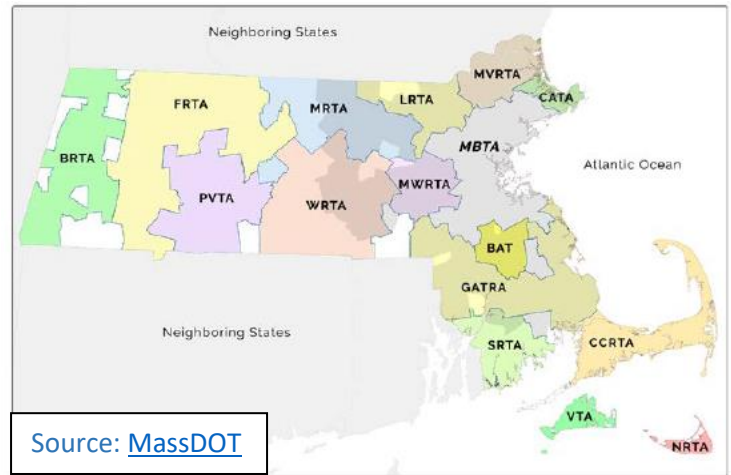 Neighboring States
MVRTA
FRTA
MRTA
LRTA
CATA
MBTA
BRTA
Atlantic Ocean
PVTA
WRTA
MWRTA
BAT
GATRA
Neighboring States
SRTA
CCRTA
VTA
NRTA
Source: MassDOT